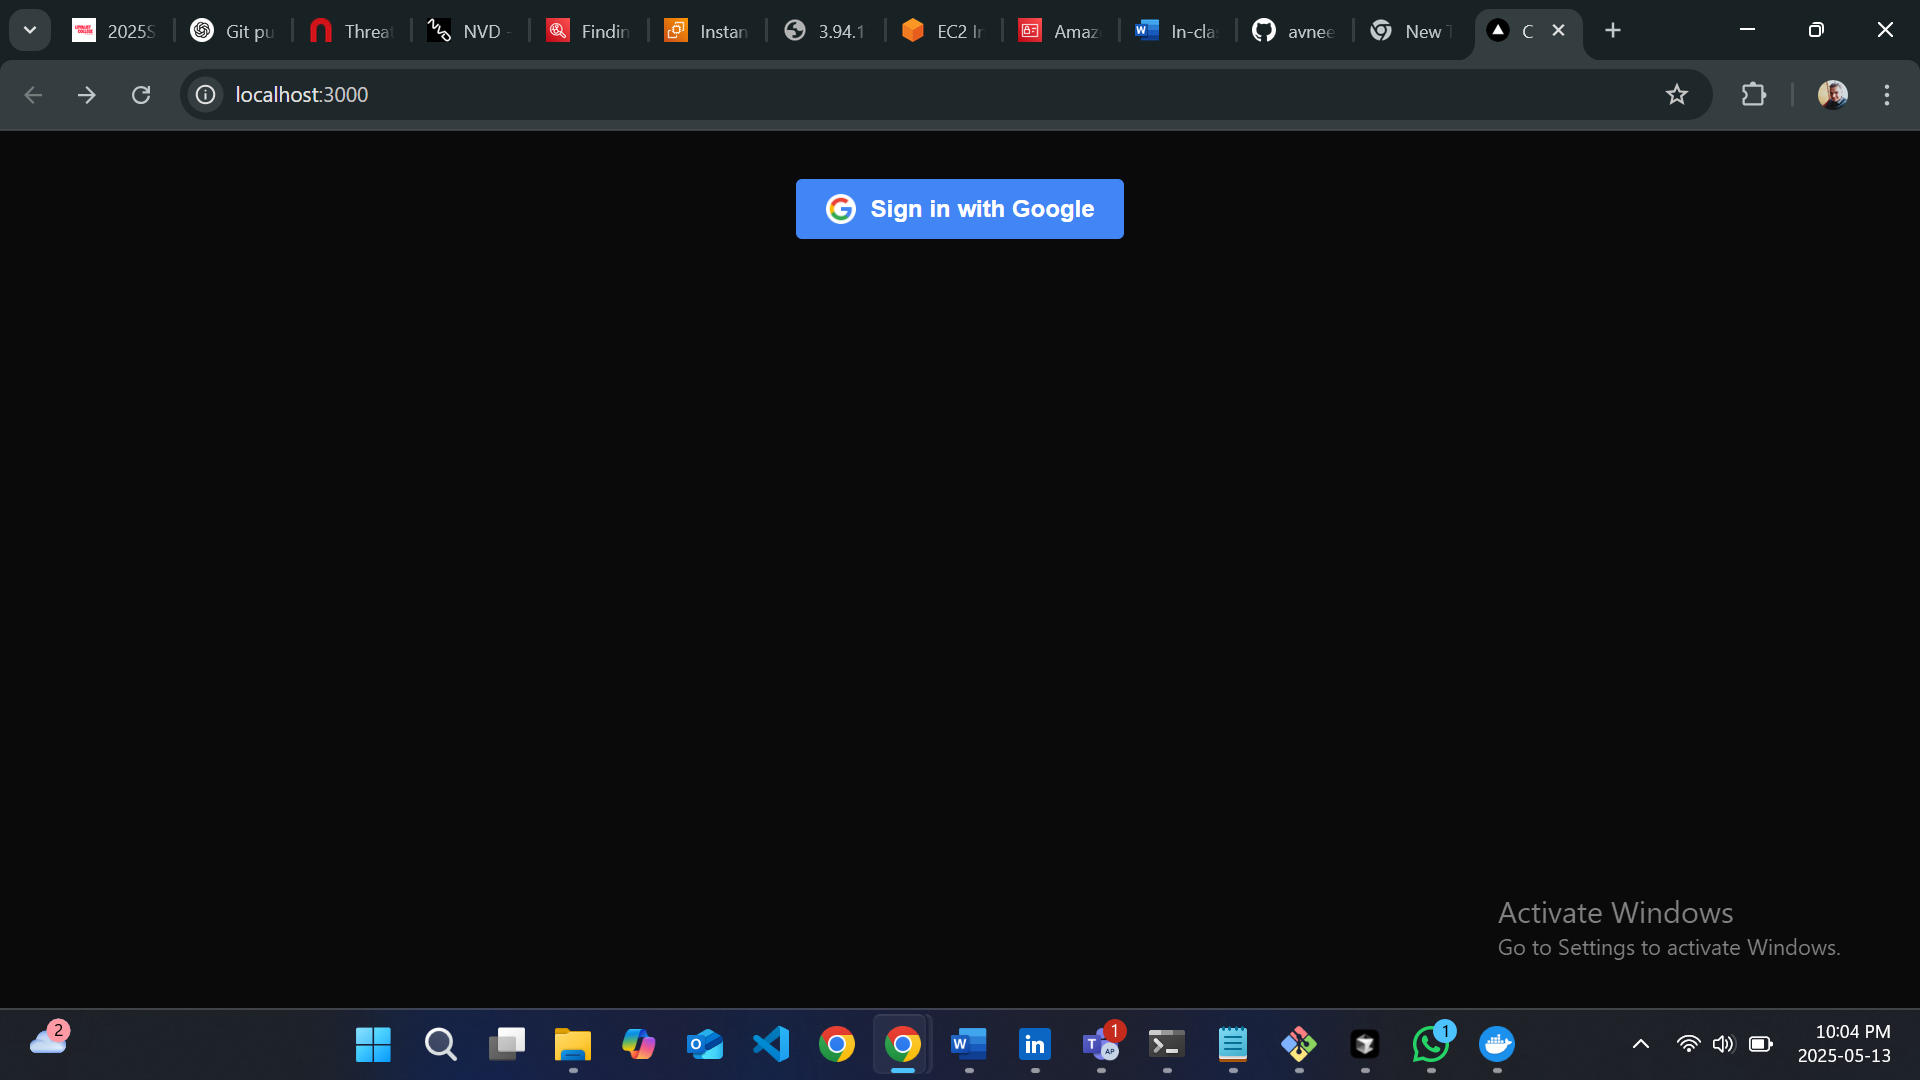 2025S
Git pu
Threat
NVD -
Findin
Instan
3.94.1
EC2 In
Amaz
In-cla
avnee
New T
C
localhost:3000
Sign in with Google
Activate Windows
Go to Settings to activate Windows.
2
1
1
10:04 PM
2025-05-13